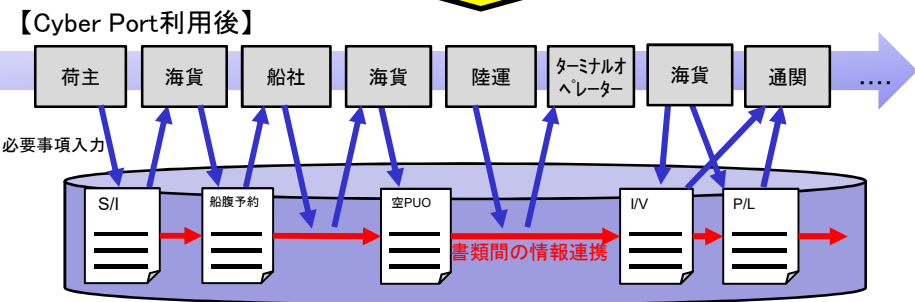 【Cyber Port利用後】
荷主
海貨
船社
海貨
陸運
ターミナルオ
ペレーター
海貨
通関
....
必要事項入力
S/I
船腹予約
空PUO
I/V
P/L
書類間の情報連携